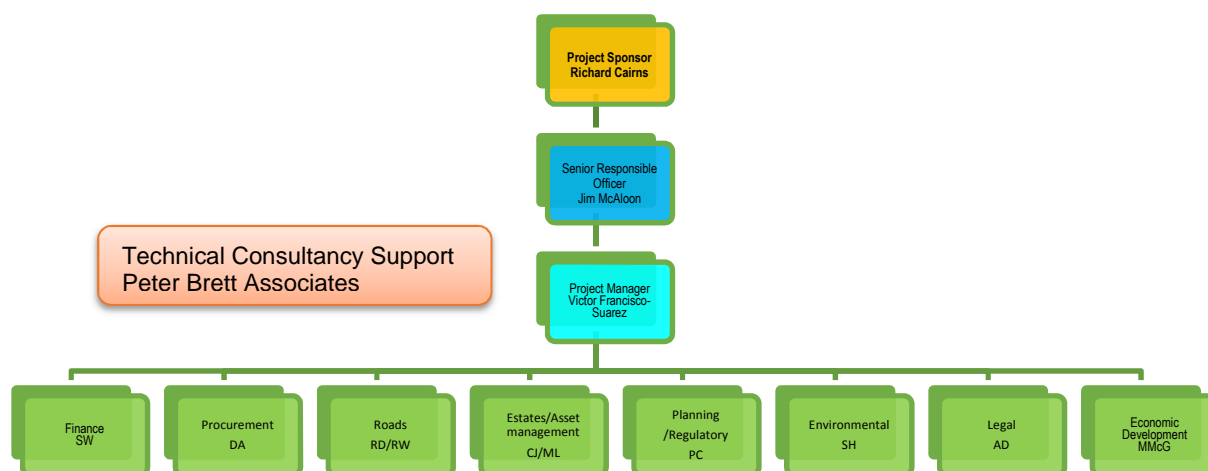 Project Sponsor
Richard Cairns
Senior Responsible
Officer
Jim McAloon
Technical Consultancy Support
Peter Brett Associates
Project Manager
Victor Francisco-
Suarez
Finance
SW
Procurement
DA
Roads
RD/RW
Estates/Asset
management
CJ/ML
Planning
/Regulatory
PC
Environmental
SH
Legal
AD
Economic
Development
MMcG